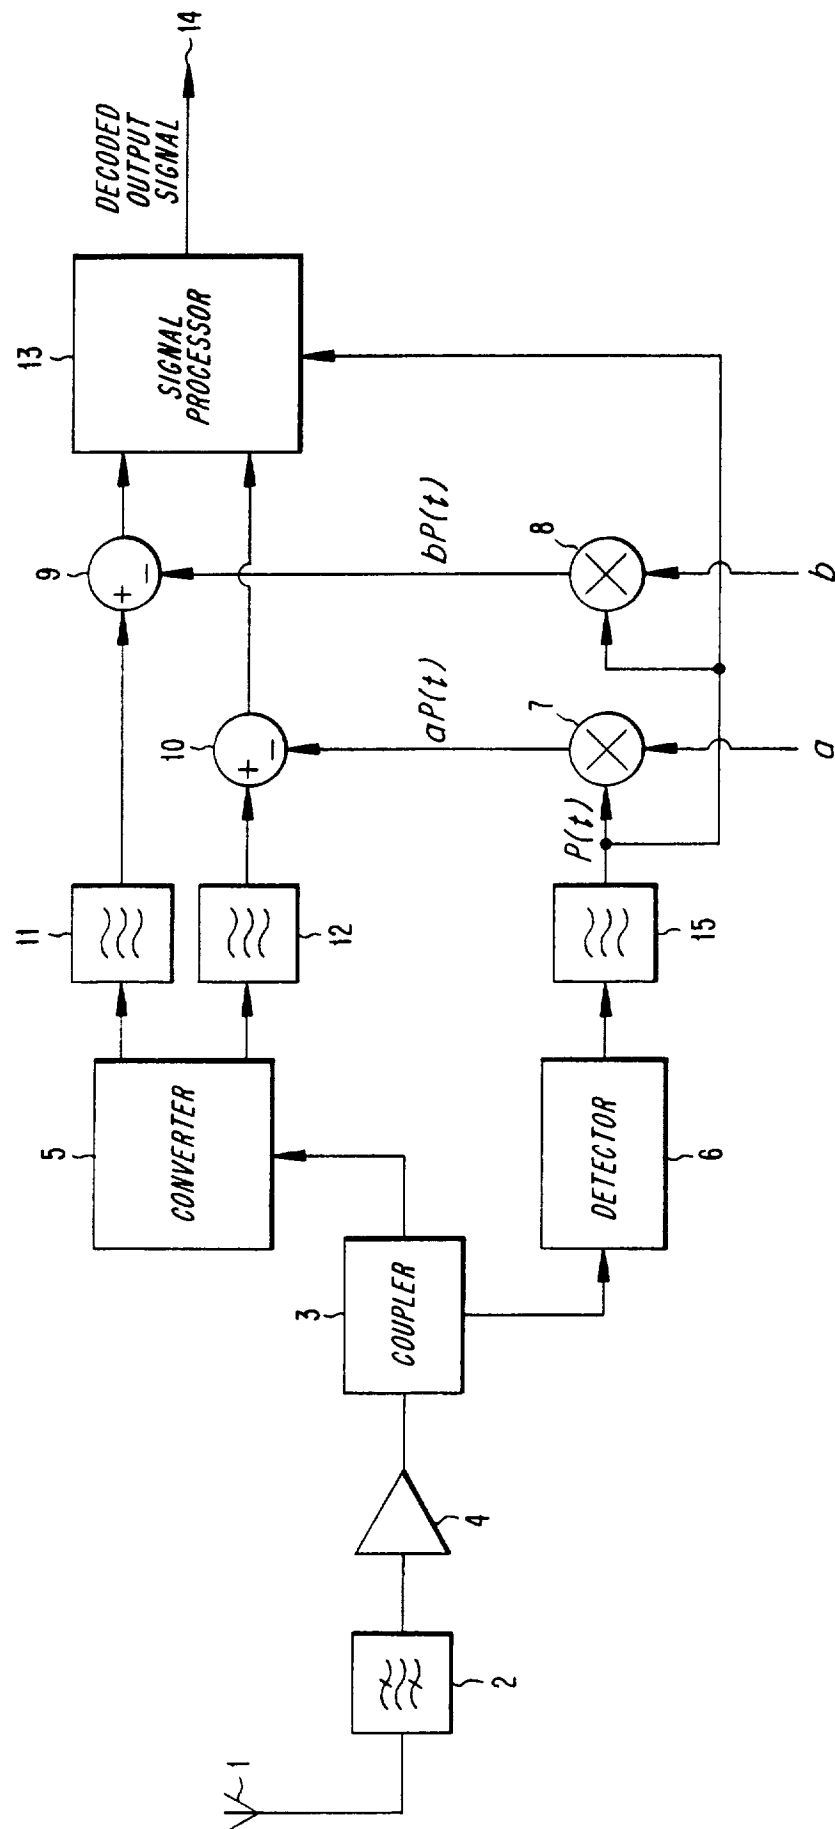 1
2
4
3
COUPLER
5
CONVERTER
6
DETECTOR
11
12
15
P(t)
10
+
−
aP(t)
7
a
9
+
−
bP(t)
8
b
13
SIGNAL
PROCESSOR
DECODED
OUTPUT
SIGNAL
14